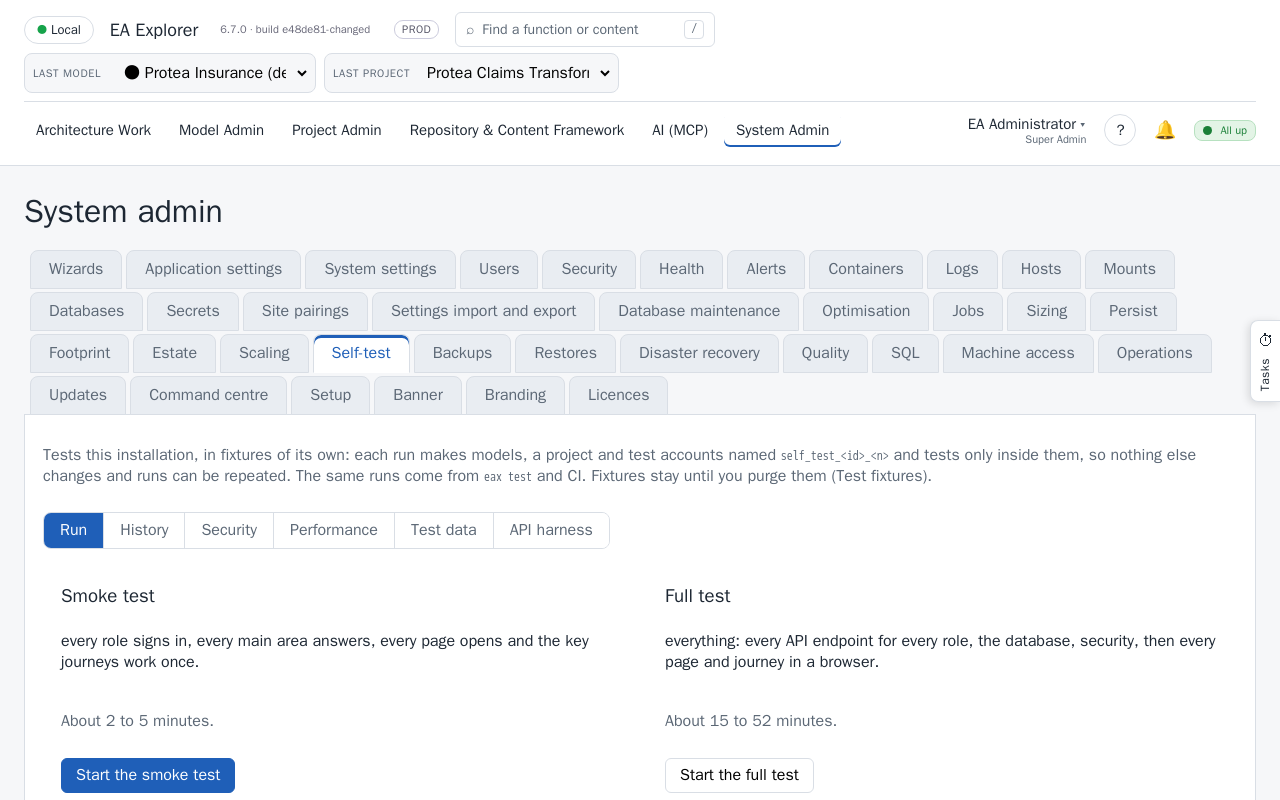 Local
EA Explorer
6.7.0 · build e48de81-changed
PROD
Find a function or content
/
LAST MODEL
Protea Insurance (de
LAST PROJECT
Protea Claims Transfor
Architecture Work
Model Admin
Project Admin
Repository & Content Framework
AI (MCP)
System Admin
EA Administrator
Super Admin
?
All up
System admin
Wizards
Application settings
System settings
Users
Security
Health
Alerts
Containers
Logs
Hosts
Mounts
Databases
Secrets
Site pairings
Settings import and export
Database maintenance
Optimisation
Jobs
Sizing
Persist
Footprint
Estate
Scaling
Self-test
Backups
Restores
Disaster recovery
Quality
SQL
Machine access
Operations
Updates
Command centre
Setup
Banner
Branding
Licences
Tasks
Tests this installation, in fixtures of its own: each run makes models, a project and test accounts named self_test_<id>_<n> and tests only inside them, so nothing else
changes and runs can be repeated. The same runs come from eax test and CI. Fixtures stay until you purge them (Test fixtures).
Run
History
Security
Performance
Test data
API harness
Smoke test
every role signs in, every main area answers, every page opens and the key
journeys work once.
About 2 to 5 minutes.
Start the smoke test
Full test
everything: every API endpoint for every role, the database, security, then every
page and journey in a browser.
About 15 to 52 minutes.
Start the full test